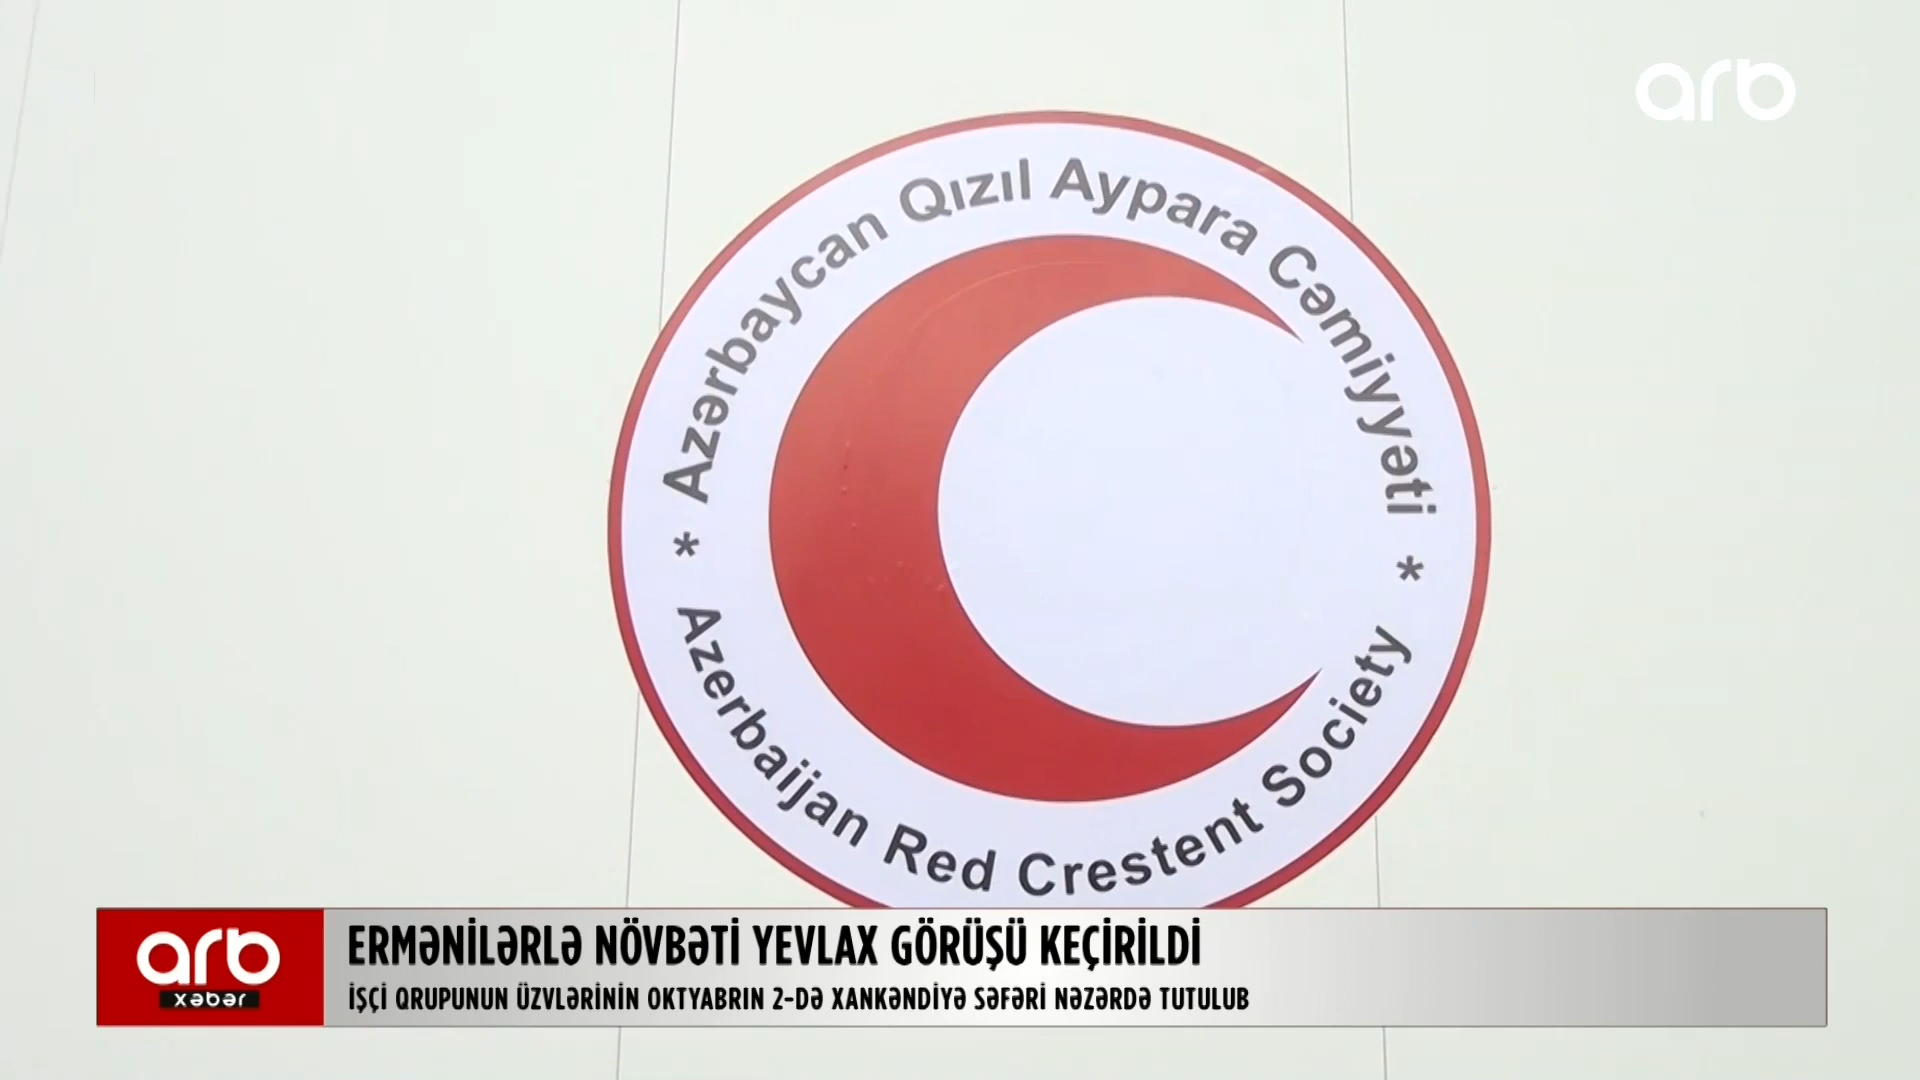 arb
Azərbaycan Qızıl Aypara Cəmiyyəti
* *
Azerbaijan Red Crestent Society
arb
xəbər
ERMƏNİLƏRLƏ NÖVBƏTİ YEVLAX GÖRÜŞÜ KEÇİRİLDİ
İŞÇİ QRUPUNUN ÜZVLƏRİNİN OKTYABRIN 2-DƏ XANKƏNDİYƏ SƏFƏRİ NƏZƏRDƏ TUTULUB